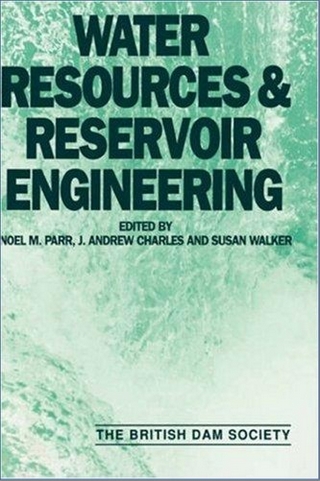 WATER
RESOURCES &
RESERVOIR
ENGINEERING
EDITED BY
NOEL M. PARR, J. ANDREW CHARLES AND SUSAN WALKER
THE BRITISH DAM SOCIETY